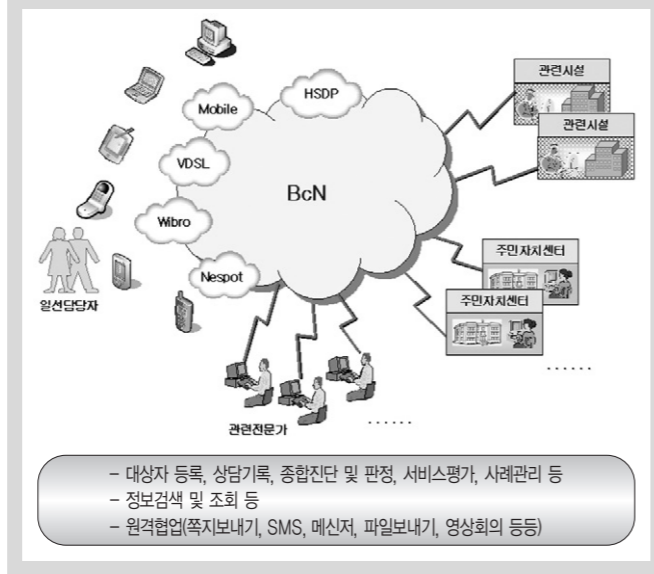 HSDP
Mobile
VDSL
BcN
Wibro
Nespot
일선담당자
관련시설
관련시설
주민자치센터
주민자치센터
......
관련전문가
......
- 대상자 등록, 상담기록, 종합진단 및 판정, 서비스평가, 사례관리 등
- 정보검색 및 조회 등
- 원격협업(쪽지보내기, SMS, 메신저, 파일보내기, 영상회의 등등)